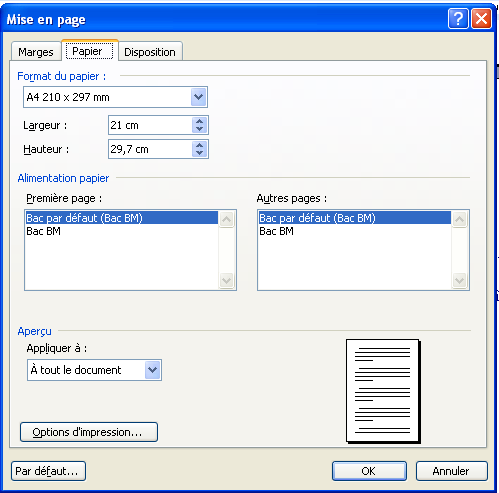 Mise en page
Marges Papier Disposition
Format du papier :
A4 210 x 297 mm
Largeur : 21 cm
Hauteur : 29,7 cm
Alimentation papier
Première page : Autres pages :
Bac par défaut (Bac BM) Bac par défaut (Bac BM)
Bac BM Bac BM
Aperçu
Appliquer à :
À tout le document
Options d'impression...
Par défaut... OK Annuler